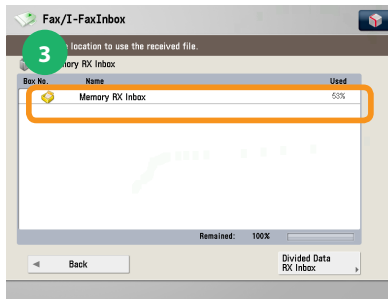 Fax/I-FaxInbox
3
location to use the received file.
ory RX Inbox
Box No. Name Used
Memory RX Inbox 53%
Remained: 100%
Back
Divided Data
RX Inbox